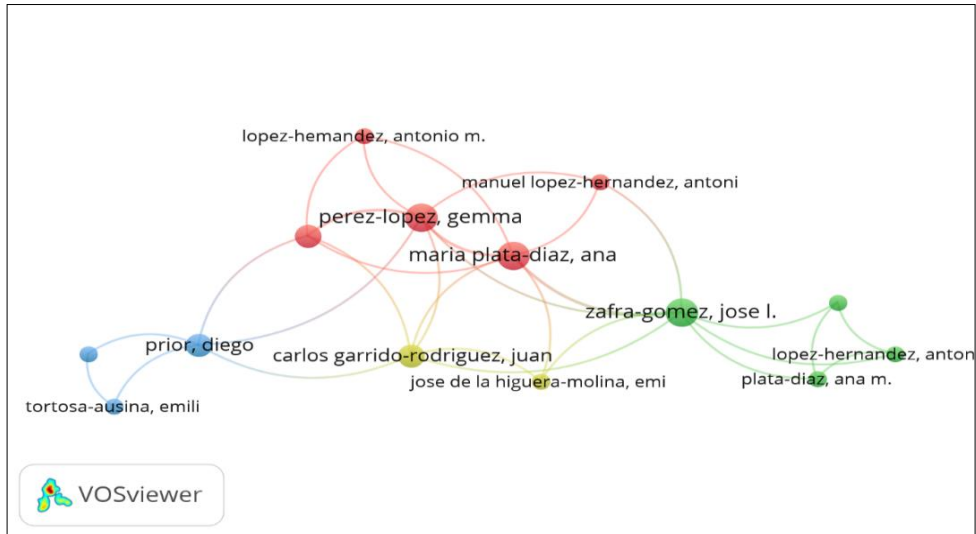 lopez-hemandez, antonio m.
manuel lopez-hernandez, antoni
perez-lopez, gemma
maria plata-diaz, ana
zafra-gomez, jose l.
prior, diego
carlos garrido-rodriguez, juan
lopez-hernandez, anton
jose de la higuera-molina, emi
plata-diaz, ana m.
tortosa-ausina, emili
VOSviewer